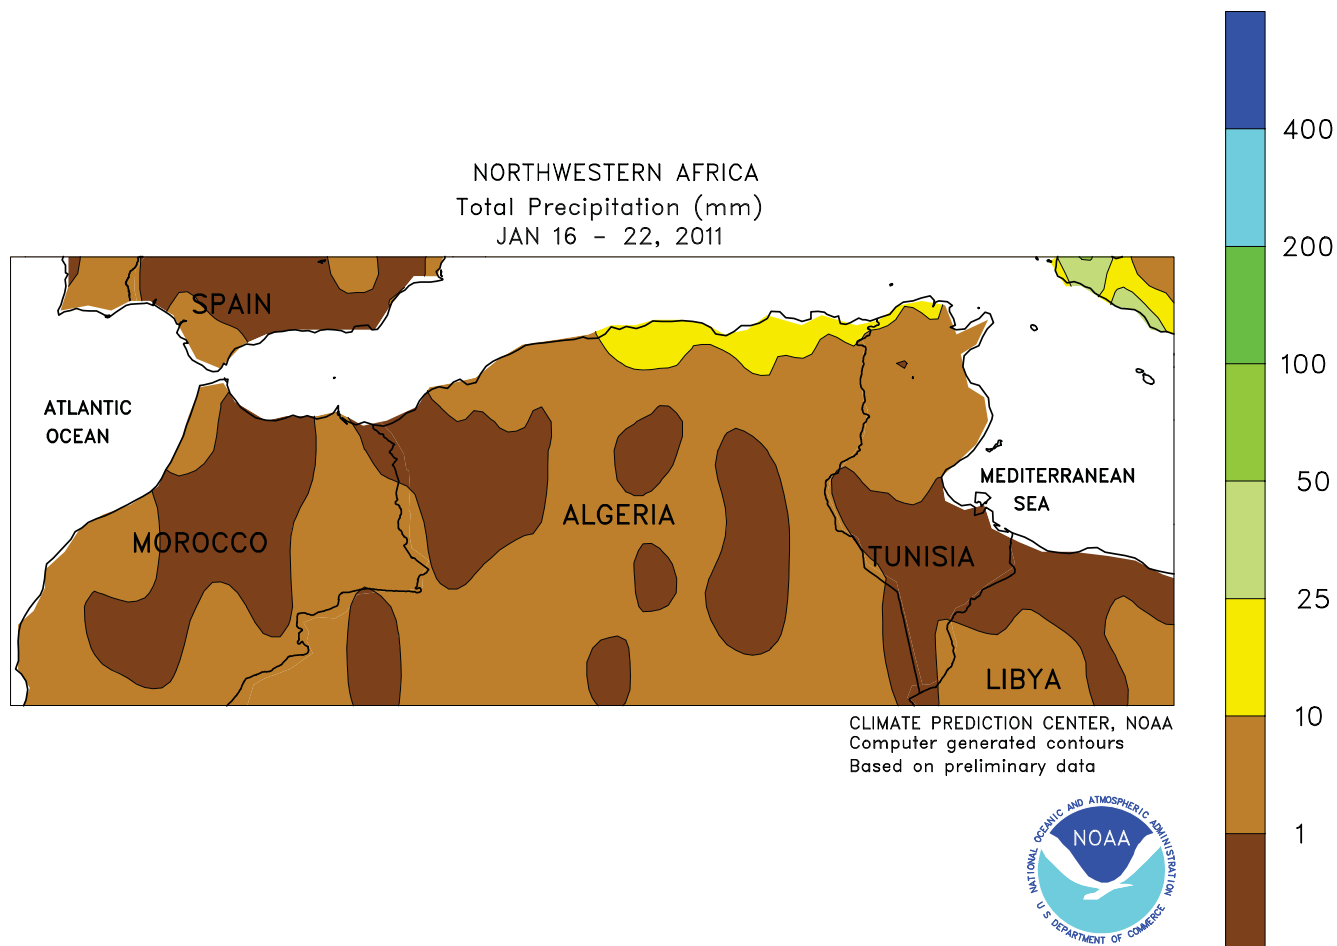 NORTHWESTERN AFRICA
Total Precipitation (mm)
JAN 16 - 22, 2011
SPAIN
ATLANTIC
OCEAN
MEDITERRANEAN
SEA
MOROCCO
ALGERIA
TUNISIA
LIBYA
400
200
100
50
25
10
1
CLIMATE PREDICTION CENTER, NOAA
Computer generated contours
Based on preliminary data
NATIONAL OCEANIC AND ATMOSPHERIC ADMINISTRATION
NOAA
U S DEPARTMENT OF COMMERCE